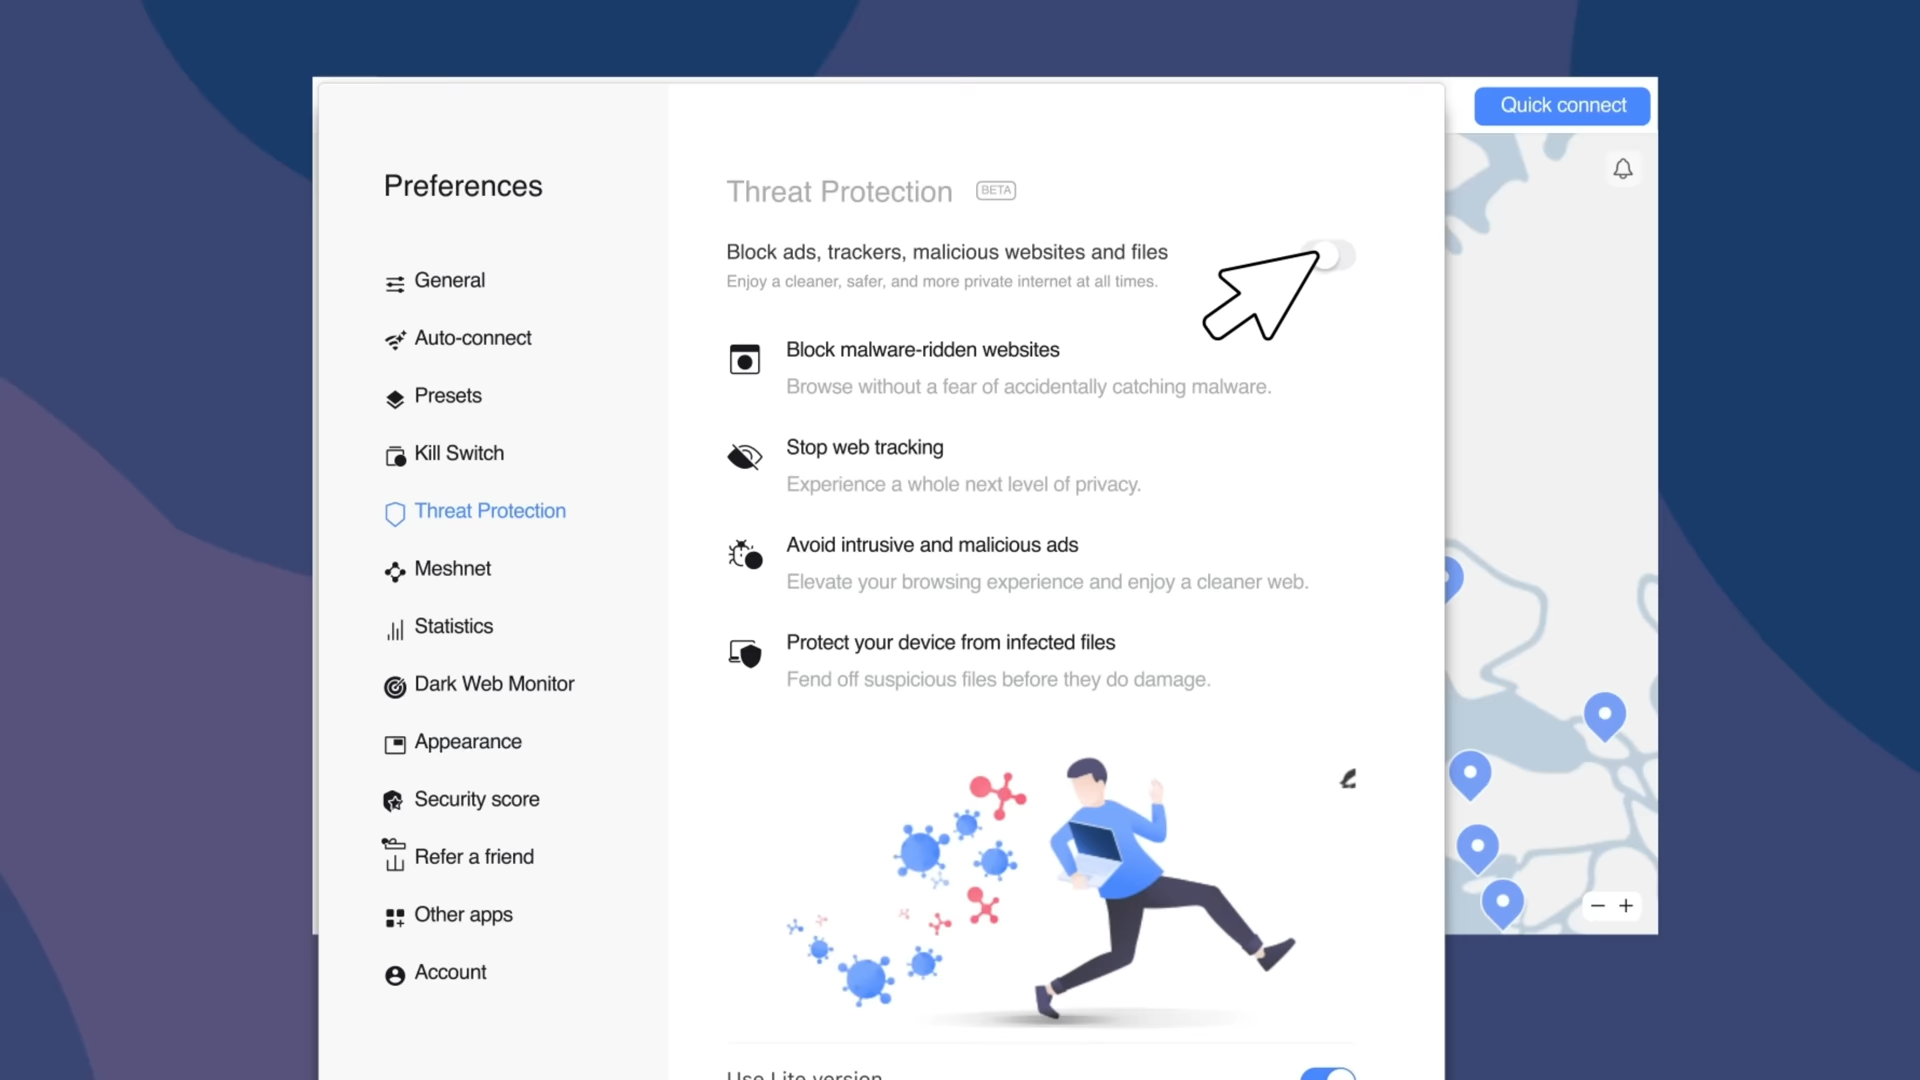 Quick connect
Preferences
General
Auto-connect
Presets
Kill Switch
Threat Protection
Meshnet
Statistics
Dark Web Monitor
Appearance
Security score
Refer a friend
Other apps
Account
Threat Protection BETA
Block ads, trackers, malicious websites and files
Enjoy a cleaner, safer, and more private internet at all times.
Block malware-ridden websites
Browse without a fear of accidentally catching malware.
Stop web tracking
Experience a whole next level of privacy.
Avoid intrusive and malicious ads
Elevate your browsing experience and enjoy a cleaner web.
Protect your device from infected files
Fend off suspicious files before they do damage.
Use Lite version